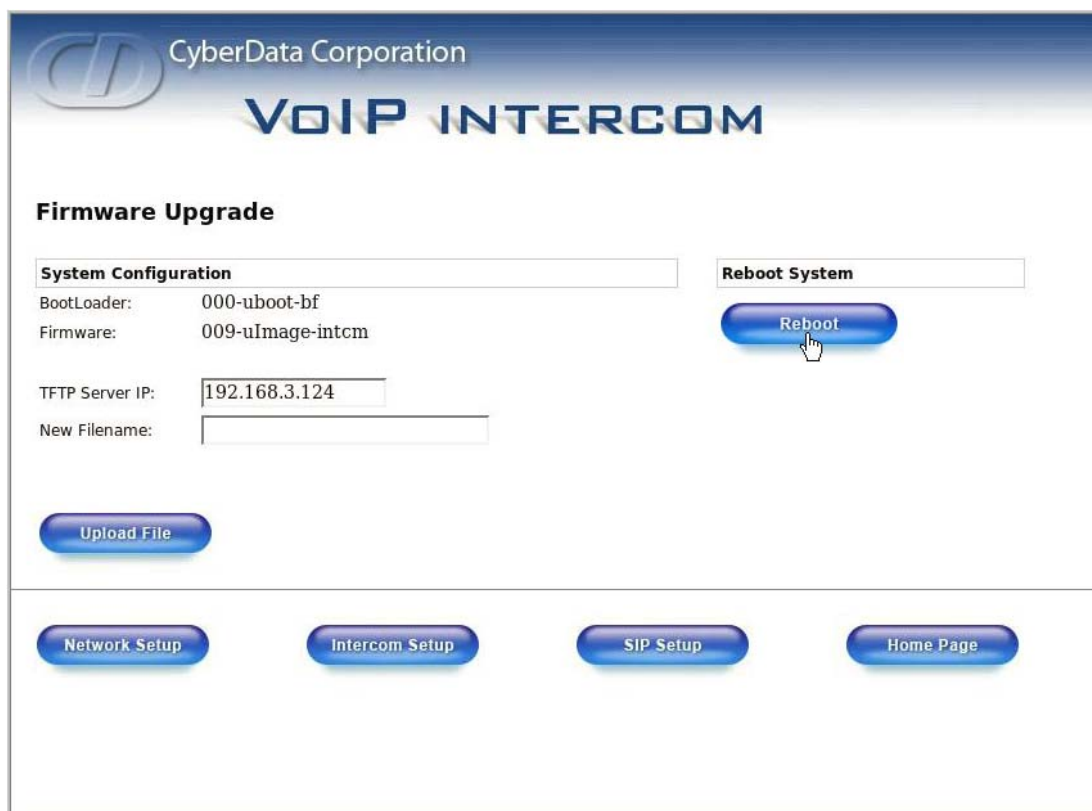 CD
CyberData Corporation
VoIP INTERCOM
Firmware Upgrade
System Configuration
BootLoader: 000-uboot-bf
Firmware: 009-uImage-intcm
TFTP Server IP: 192.168.3.124
New Filename:
Upload File
Reboot System
Reboot
Network Setup
Intercom Setup
SIP Setup
Home Page